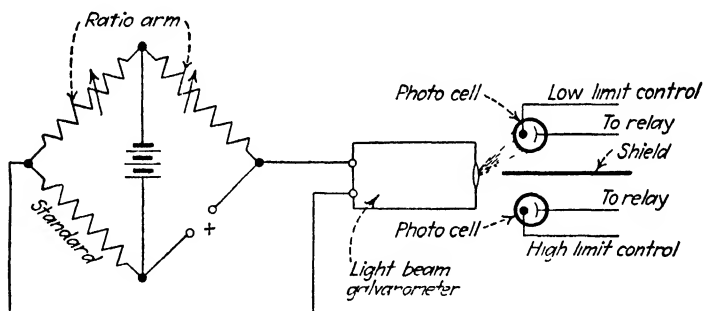 Ratio arm
Standard
+
Photo cell
Low limit control
To relay
Shield
To relay
Photo cell
High limit control
Light beam
galvanometer